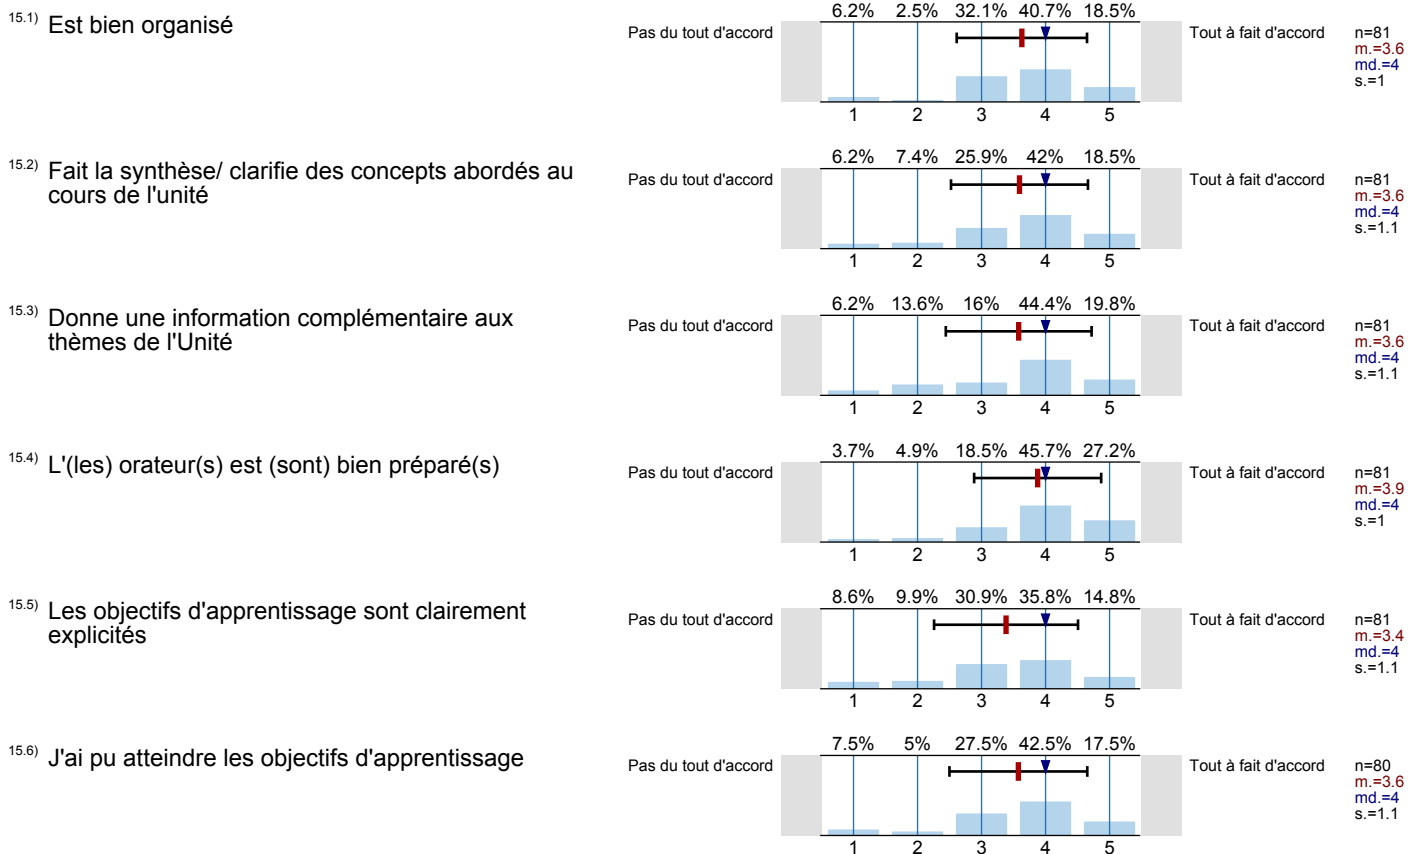 15.1) Est bien organisé
Pas du tout d'accord
6.2% 2.5% 32.1% 40.7% 18.5%
1 2 3 4 5
Tout à fait d'accord
n=81
m.=3.6
md.=4
s.=1
15.2) Fait la synthèse/ clarifie des concepts abordés au
cours de l'unité
Pas du tout d'accord
6.2% 7.4% 25.9% 42% 18.5%
1 2 3 4 5
Tout à fait d'accord
n=81
m.=3.6
md.=4
s.=1.1
15.3) Donne une information complémentaire aux
thèmes de l'Unité
Pas du tout d'accord
6.2% 13.6% 16% 44.4% 19.8%
1 2 3 4 5
Tout à fait d'accord
n=81
m.=3.6
md.=4
s.=1.1
15.4) L'(les) orateur(s) est (sont) bien préparé(s)
Pas du tout d'accord
3.7% 4.9% 18.5% 45.7% 27.2%
1 2 3 4 5
Tout à fait d'accord
n=81
m.=3.9
md.=4
s.=1
15.5) Les objectifs d'apprentissage sont clairement
explicités
Pas du tout d'accord
8.6% 9.9% 30.9% 35.8% 14.8%
1 2 3 4 5
Tout à fait d'accord
n=81
m.=3.4
md.=4
s.=1.1
15.6) J'ai pu atteindre les objectifs d'apprentissage
Pas du tout d'accord
7.5% 5% 27.5% 42.5% 17.5%
1 2 3 4 5
Tout à fait d'accord
n=80
m.=3.6
md.=4
s.=1.1